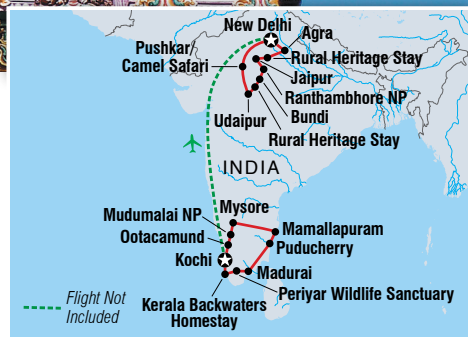 New Delhi
Agra
Pushkar/
Camel Safari
Rural Heritage Stay
Jaipur
Ranthambhore NP
Bundi
Udaipur
Rural Heritage Stay
INDIA
Mysore
Mudumalai NP
Mamallapuram
Ootacamund
Puducherry
Kochi
Madurai
Periyar Wildlife Sanctuary
Kerala Backwaters
Homestay
Flight Not
Included